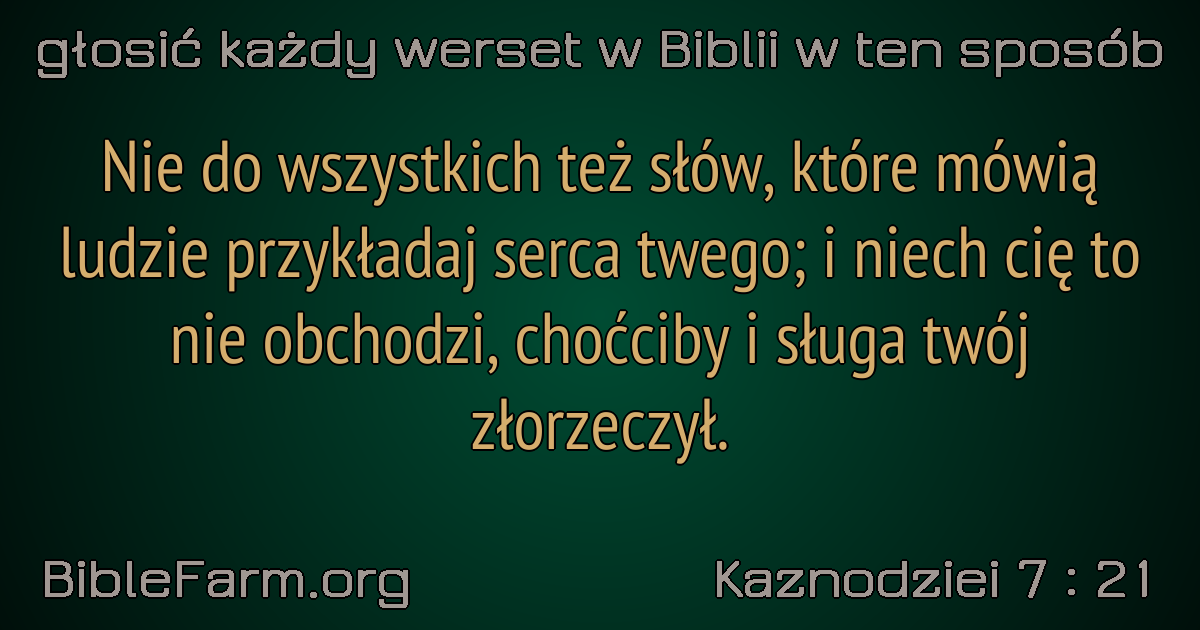 głosić każdy werset w Biblii w ten sposób
Nie do wszystkich też słów, które mówią
ludzie przykładaj serca twego; i niech cię to
nie obchodzi, choćciby i sługa twój
złorzeczył.
BibleFarm.org
Kaznodziei 7 : 21